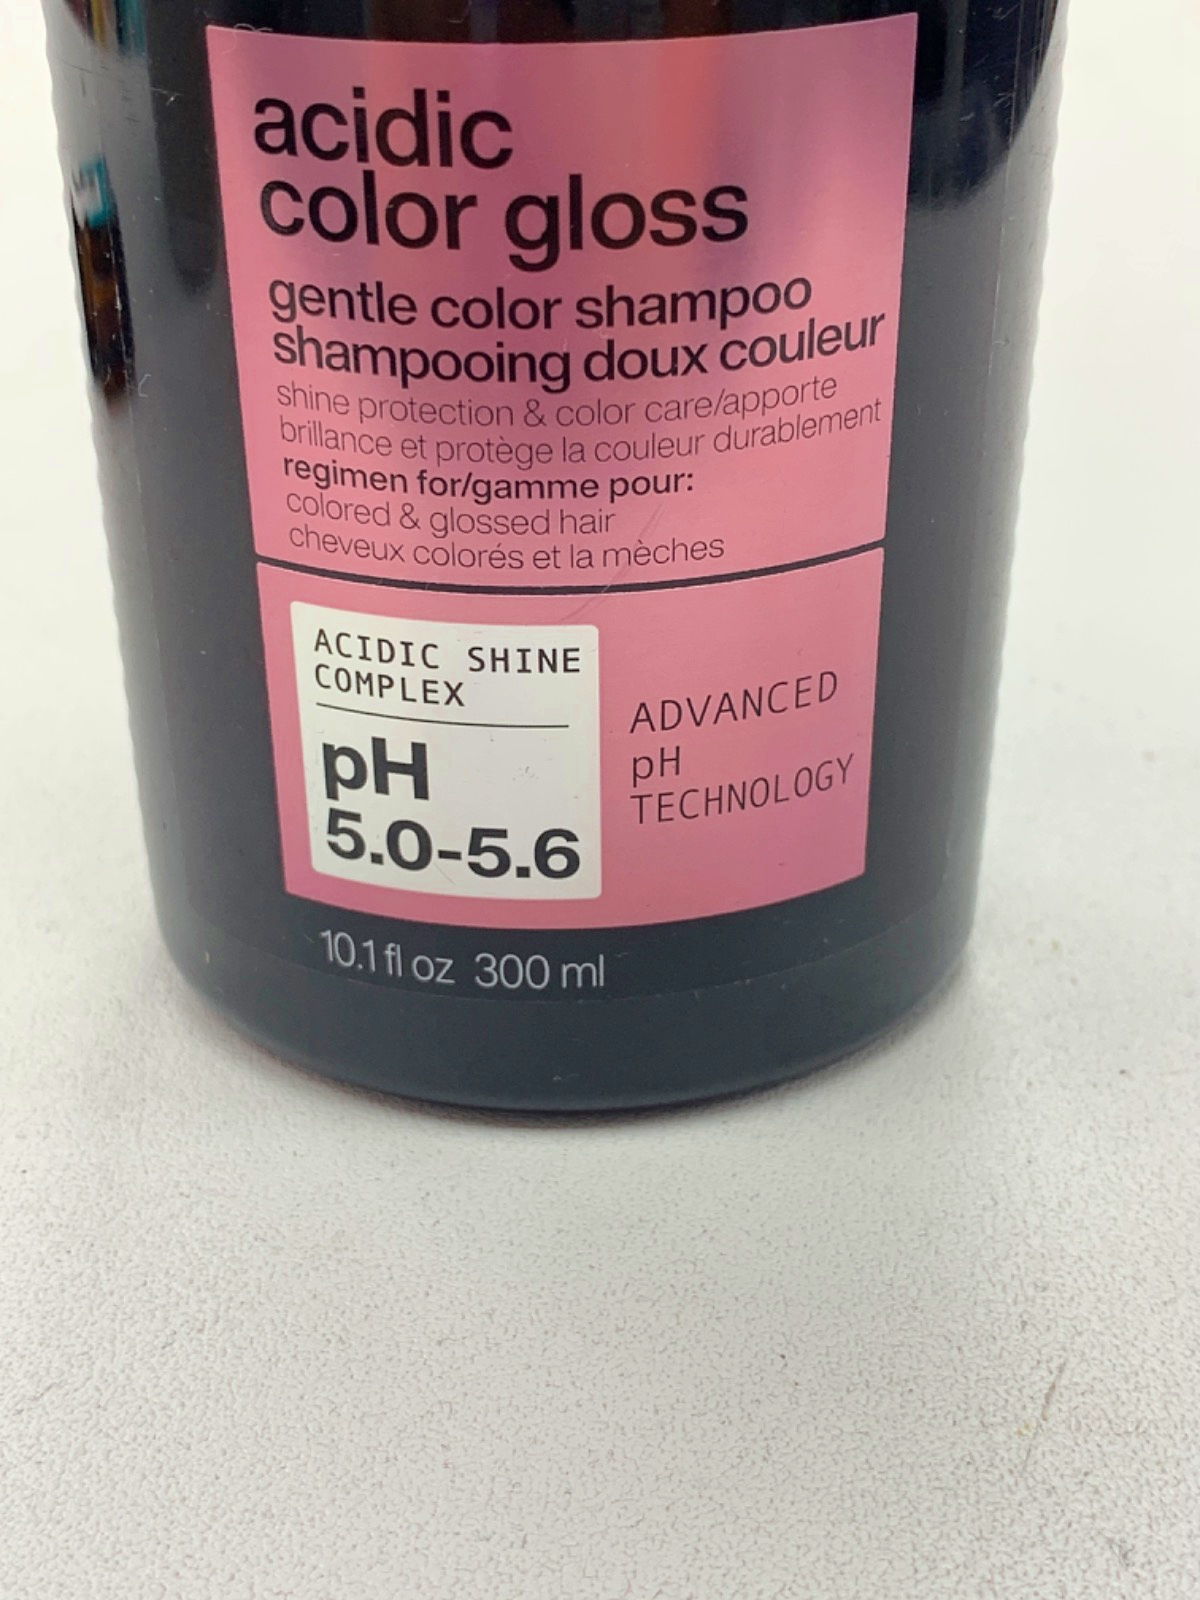 acidic
color gloss
gentle color shampoo
shampooing doux couleur
shine protection & color care/apporte
brillance et protège la couleur durablement
regimen for/gamme pour:
colored & glossed hair
cheveux colorés et la mèches
ACIDIC SHINE
COMPLEX
pH
5.0-5.6
ADVANCED
pH
TECHNOLOGY
10.1 fl oz 300 ml